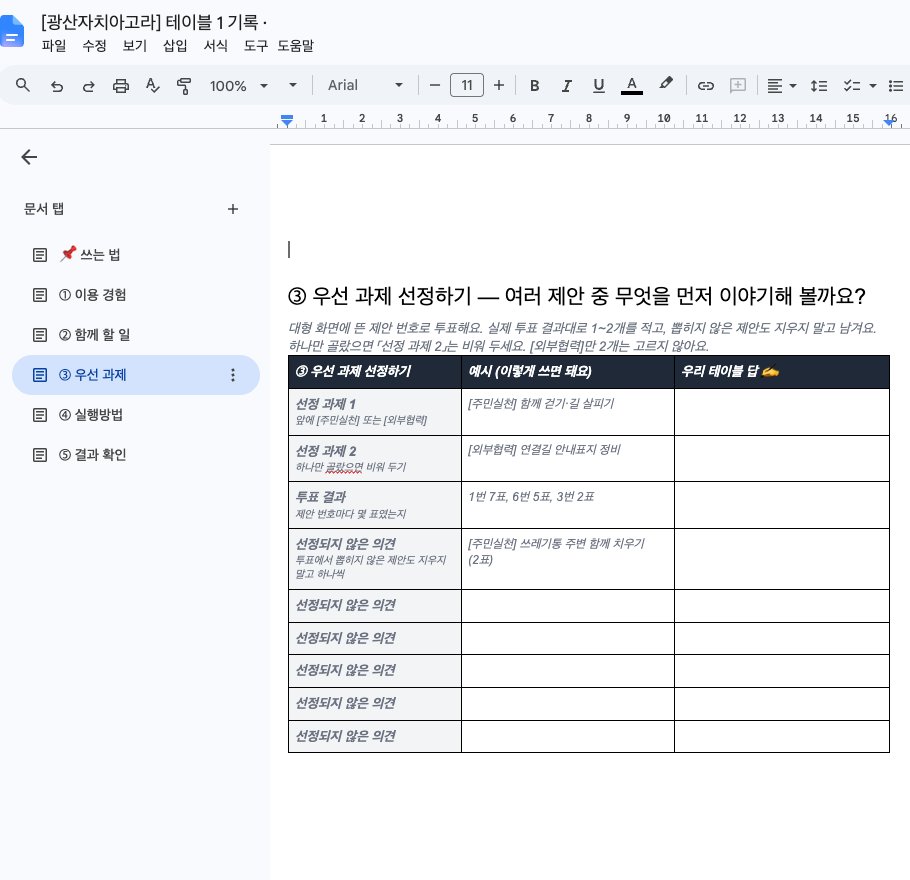 [광산자치아고라] 테이블 1 기록 ·
파일 수정 보기 삽입 서식 도구 도움말
100% Arial 11 B I U A
1 2 3 4 5 6 7 8 9 10 11 12 13 14 15 16
문서 탭
📌 쓰는 법
① 이용 경험
② 함께 할 일
③ 우선 과제
④ 실행방법
⑤ 결과 확인
③ 우선 과제 선정하기 — 여러 제안 중 무엇을 먼저 이야기해 볼까요?
대형 화면에 뜬 제안 번호로 투표해요. 실제 투표 결과대로 1~2개를 적고, 뽑히지 않은 제안도 지우지 말고 남겨요.
하나만 골랐으면 「선정 과제 2」는 비워 두세요. [외부협력]만 2개는 고르지 않아요.
③ 우선 과제 선정하기 예시 (이렇게 쓰면 돼요) 우리 테이블 답 ✍️
선정 과제 1 [주민실천] 함께 걷기·길 살피기
앞에 [주민실천] 또는 [외부협력]
선정 과제 2 [외부협력] 연결길 안내표지 정비
하나만 골랐으면 비워 두기
투표 결과 1번 7표, 6번 5표, 3번 2표
제안 번호마다 몇 표였는지
선정되지 않은 의견 [주민실천] 쓰레기통 주변 함께 치우기
투표에서 뽑히지 않은 제안도 지우지 (2표)
말고 하나씩
선정되지 않은 의견
선정되지 않은 의견
선정되지 않은 의견
선정되지 않은 의견
선정되지 않은 의견